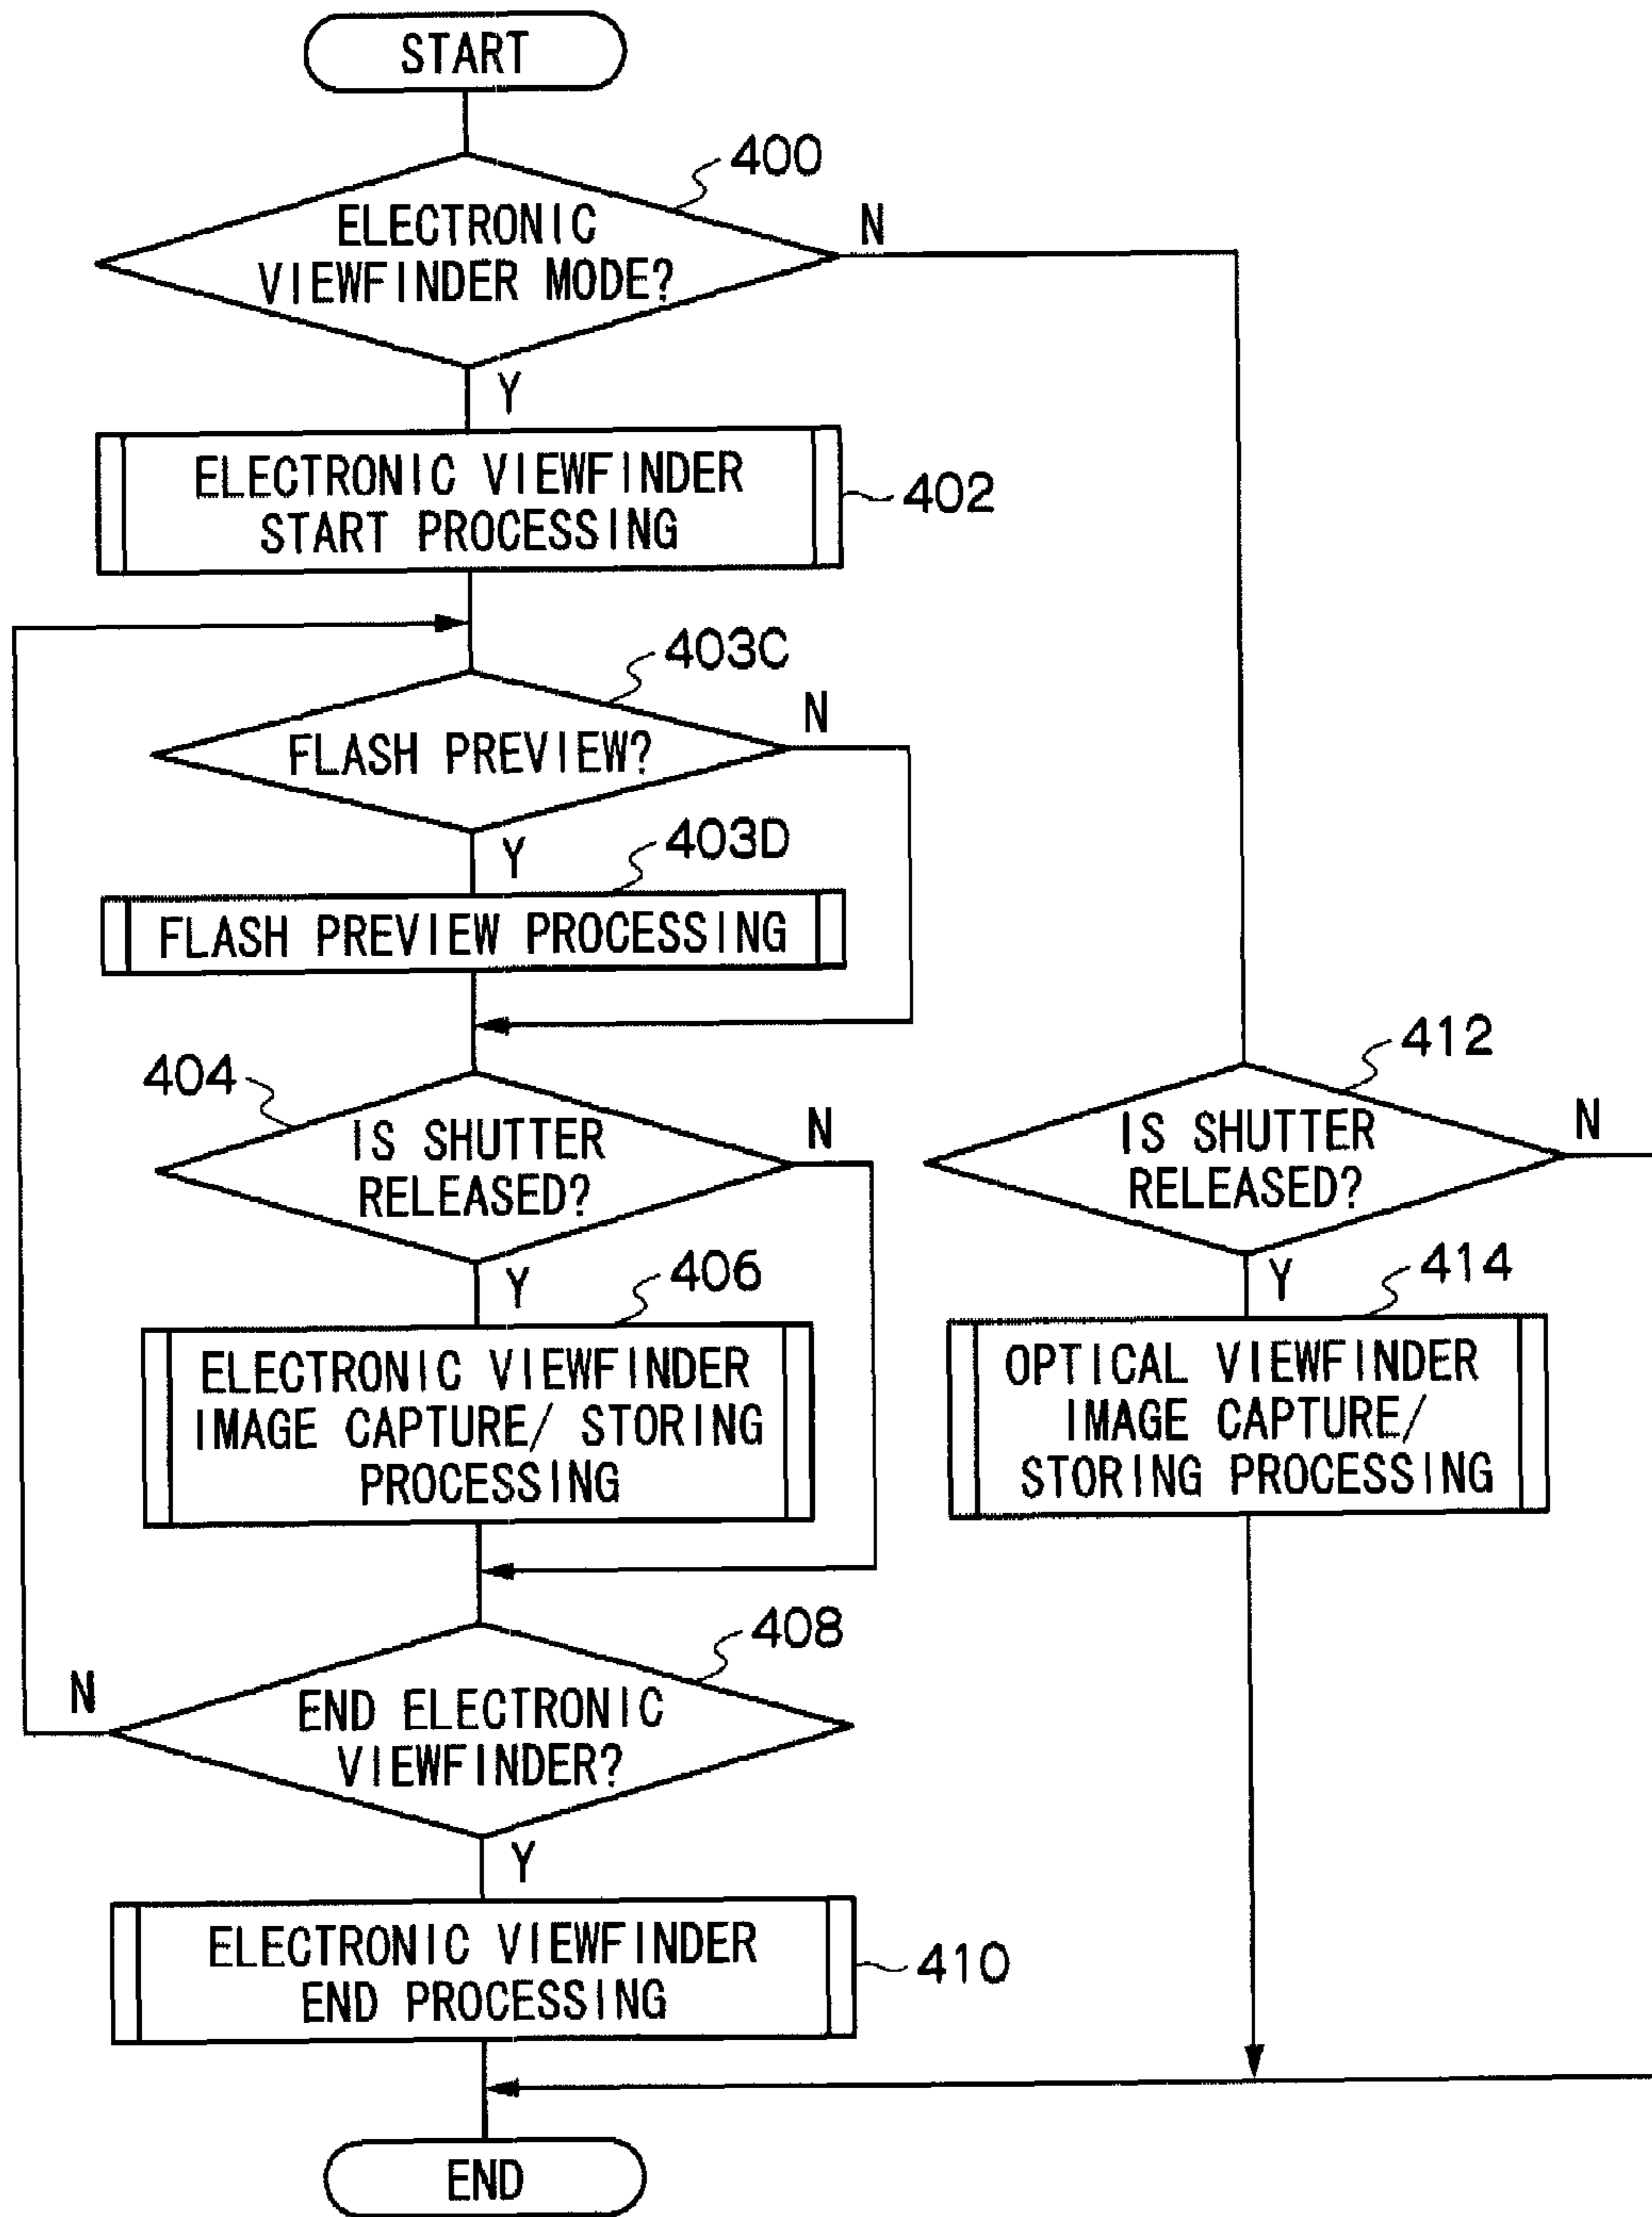 START
400
ELECTRONIC
VIEWFINDER MODE?
N
Y
ELECTRONIC VIEWFINDER
START PROCESSING
402
403C
FLASH PREVIEW?
N
Y
403D
FLASH PREVIEW PROCESSING
404
IS SHUTTER
RELEASED?
N
Y
406
ELECTRONIC VIEWFINDER
IMAGE CAPTURE/ STORING
PROCESSING
408
END ELECTRONIC
VIEWFINDER?
N
Y
ELECTRONIC VIEWFINDER
END PROCESSING
410
412
IS SHUTTER
RELEASED?
N
Y
414
OPTICAL VIEWFINDER
IMAGE CAPTURE/
STORING PROCESSING
END